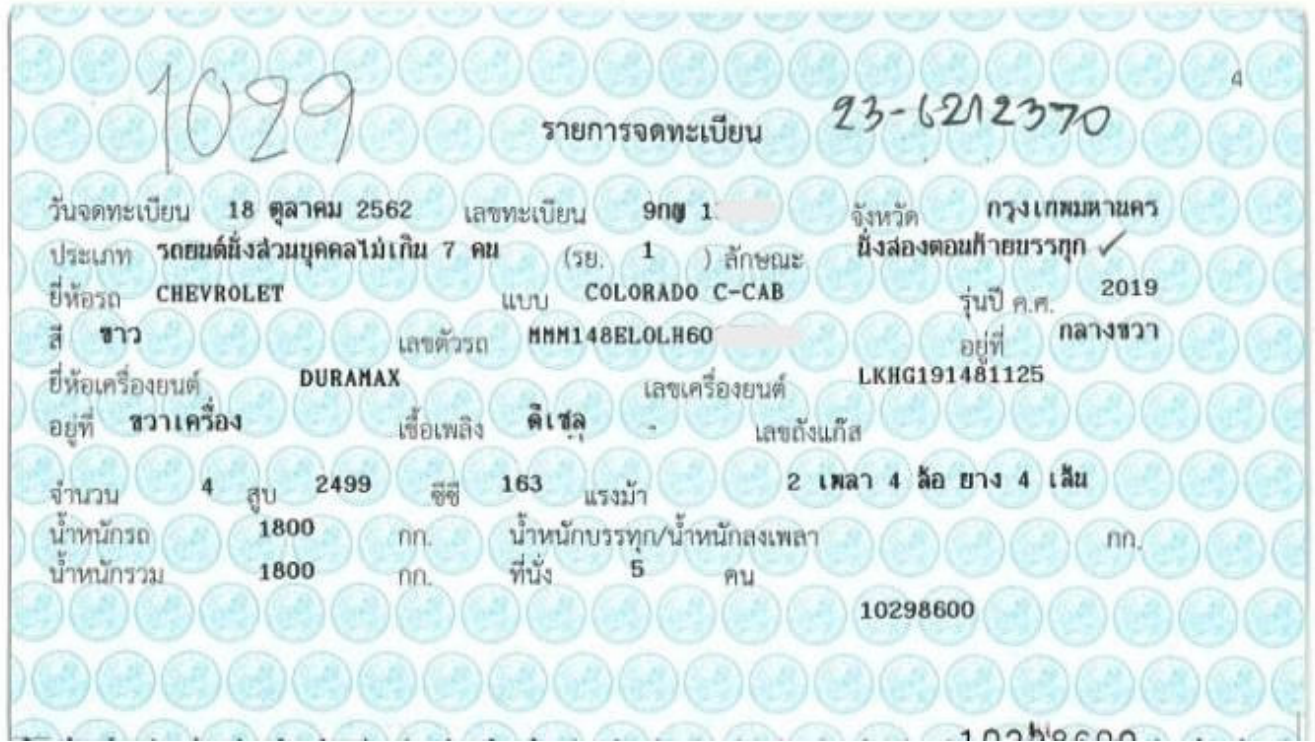 4
1029
รายการจดทะเบียน 23-6212370
วันจดทะเบียน 18 ตุลาคม 2562 เลขทะเบียน 9กญ 1 จังหวัด กรุงเทพมหานคร
ประเภท รถยนต์นั่งส่วนบุคคลไม่เกิน 7 คน (รย. 1 ) ลักษณะ นั่งสองตอนท้ายบรรทุก ✓
ยี่ห้อรถ CHEVROLET แบบ COLORADO C-CAB รุ่นปี ค.ศ. 2019
สี ขาว เลขตัวรถ MMM148EL0LH60 อยู่ที่ กลางขวา
ยี่ห้อเครื่องยนต์ DURAMAX เลขเครื่องยนต์ LKHG191481125
อยู่ที่ ขวาเครื่อง เชื้อเพลิง ดีเซล - เลขถังแก๊ส
จำนวน 4 สูบ 2499 ซีซี 163 แรงม้า 2 เพลา 4 ล้อ ยาง 4 เส้น
น้ำหนักรถ 1800 กก. น้ำหนักบรรทุก/น้ำหนักลงเพลา กก.
น้ำหนักรวม 1800 กก. ที่นั่ง 5 คน
10298600